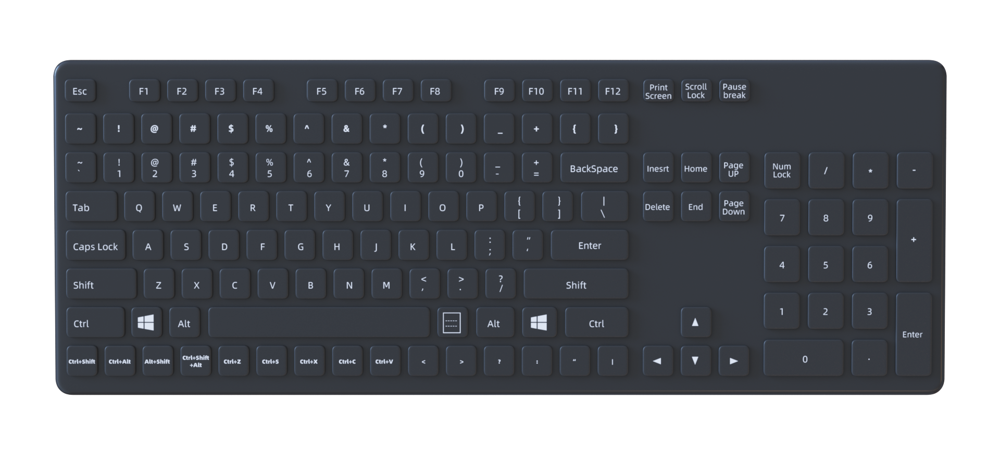 Esc F1 F2 F3 F4 F5 F6 F7 F8 F9 F10 F11 F12 Print Screen Scroll Lock Pause break
~ ! @ # $ % ^ & * ( ) _ + { }
~ ! @ # $ % ^ & * ( ) _ +
` 1 2 3 4 5 6 7 8 9 0 - = BackSpace Inesrt Home Page UP Num Lock / * -
Tab Q W E R T Y U I O P { [ } ] | \ Delete End Page Down 7 8 9 +
Caps Lock A S D F G H J K L : ; " ' Enter 4 5 6
Shift Z X C V B N M < , > . ? / Shift
Ctrl Alt Alt Ctrl ▲ 1 2 3 Enter
Ctrl+Shift Ctrl+Alt Alt+Shift Ctrl+Shift +Alt Ctrl+Z Ctrl+S Ctrl+X Ctrl+C Ctrl+V < > ? : “ | ◀ ▼ ▶ 0 .